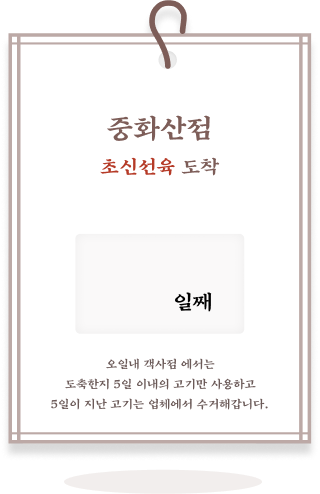 중화산점
초신선육 도착
일째
오일내 객사점 에서는
도축한지 5일 이내의 고기만 사용하고
5일이 지난 고기는 업체에서 수거해갑니다.